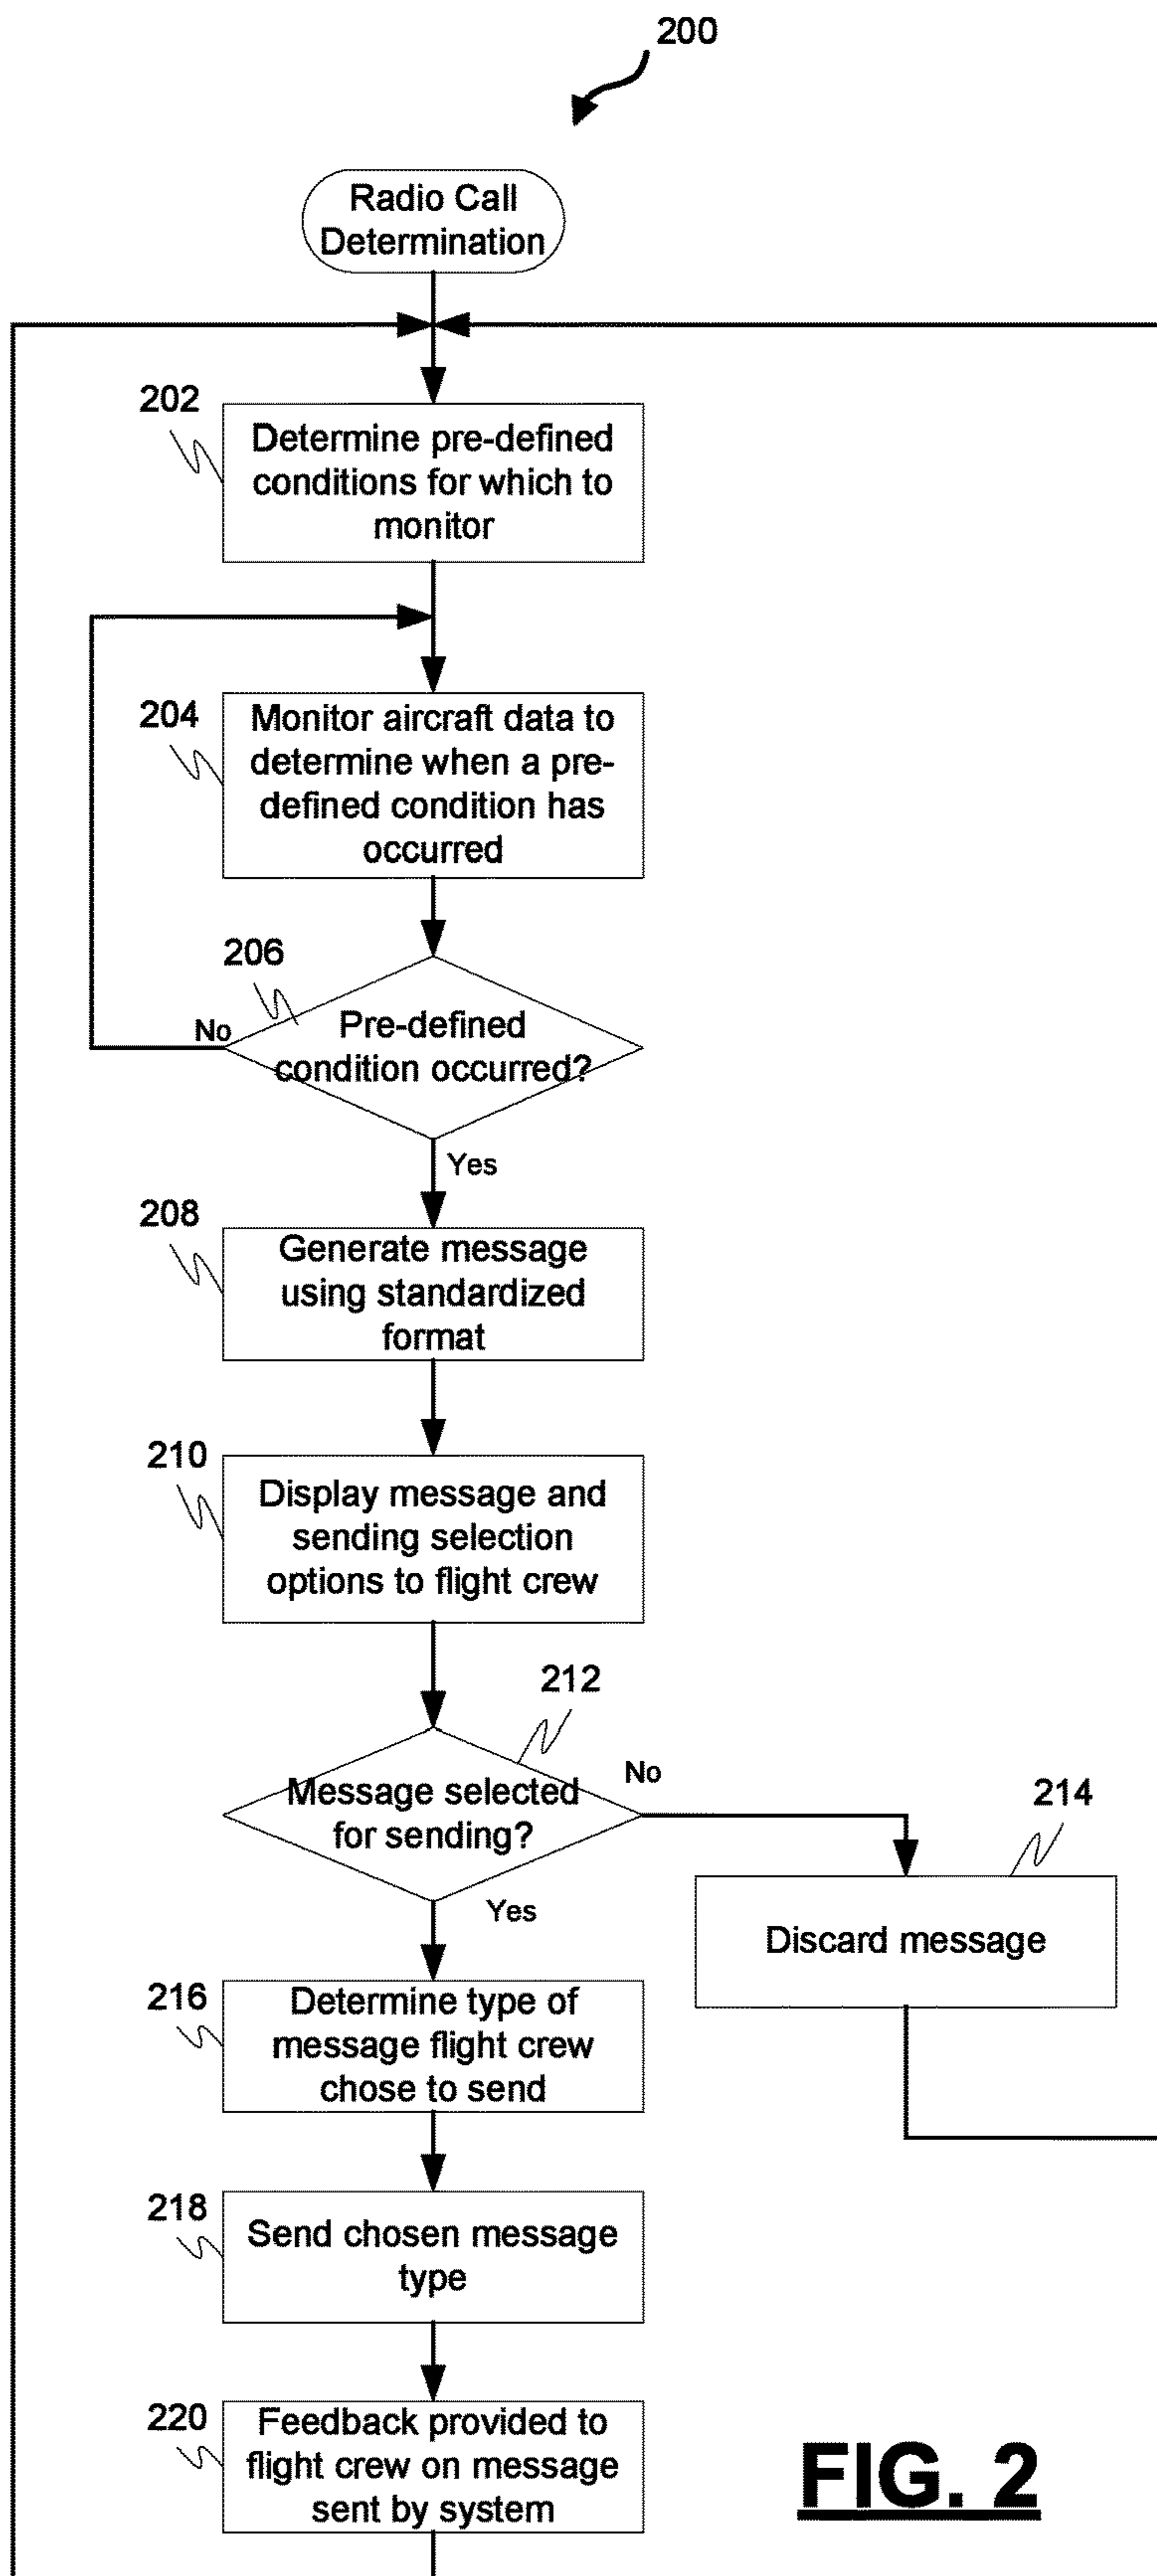 200
Radio Call
Determination
202
Determine pre-defined
conditions for which to
monitor
204
Monitor aircraft data to
determine when a pre-
defined condition has
occurred
206
No
Pre-defined
condition occurred?
Yes
208
Generate message
using standardized
format
210
Display message and
sending selection
options to flight crew
212
Message selected
for sending?
No
214
Discard message
Yes
216
Determine type of
message flight crew
chose to send
218
Send chosen message
type
220
Feedback provided to
flight crew on message
sent by system
FIG. 2